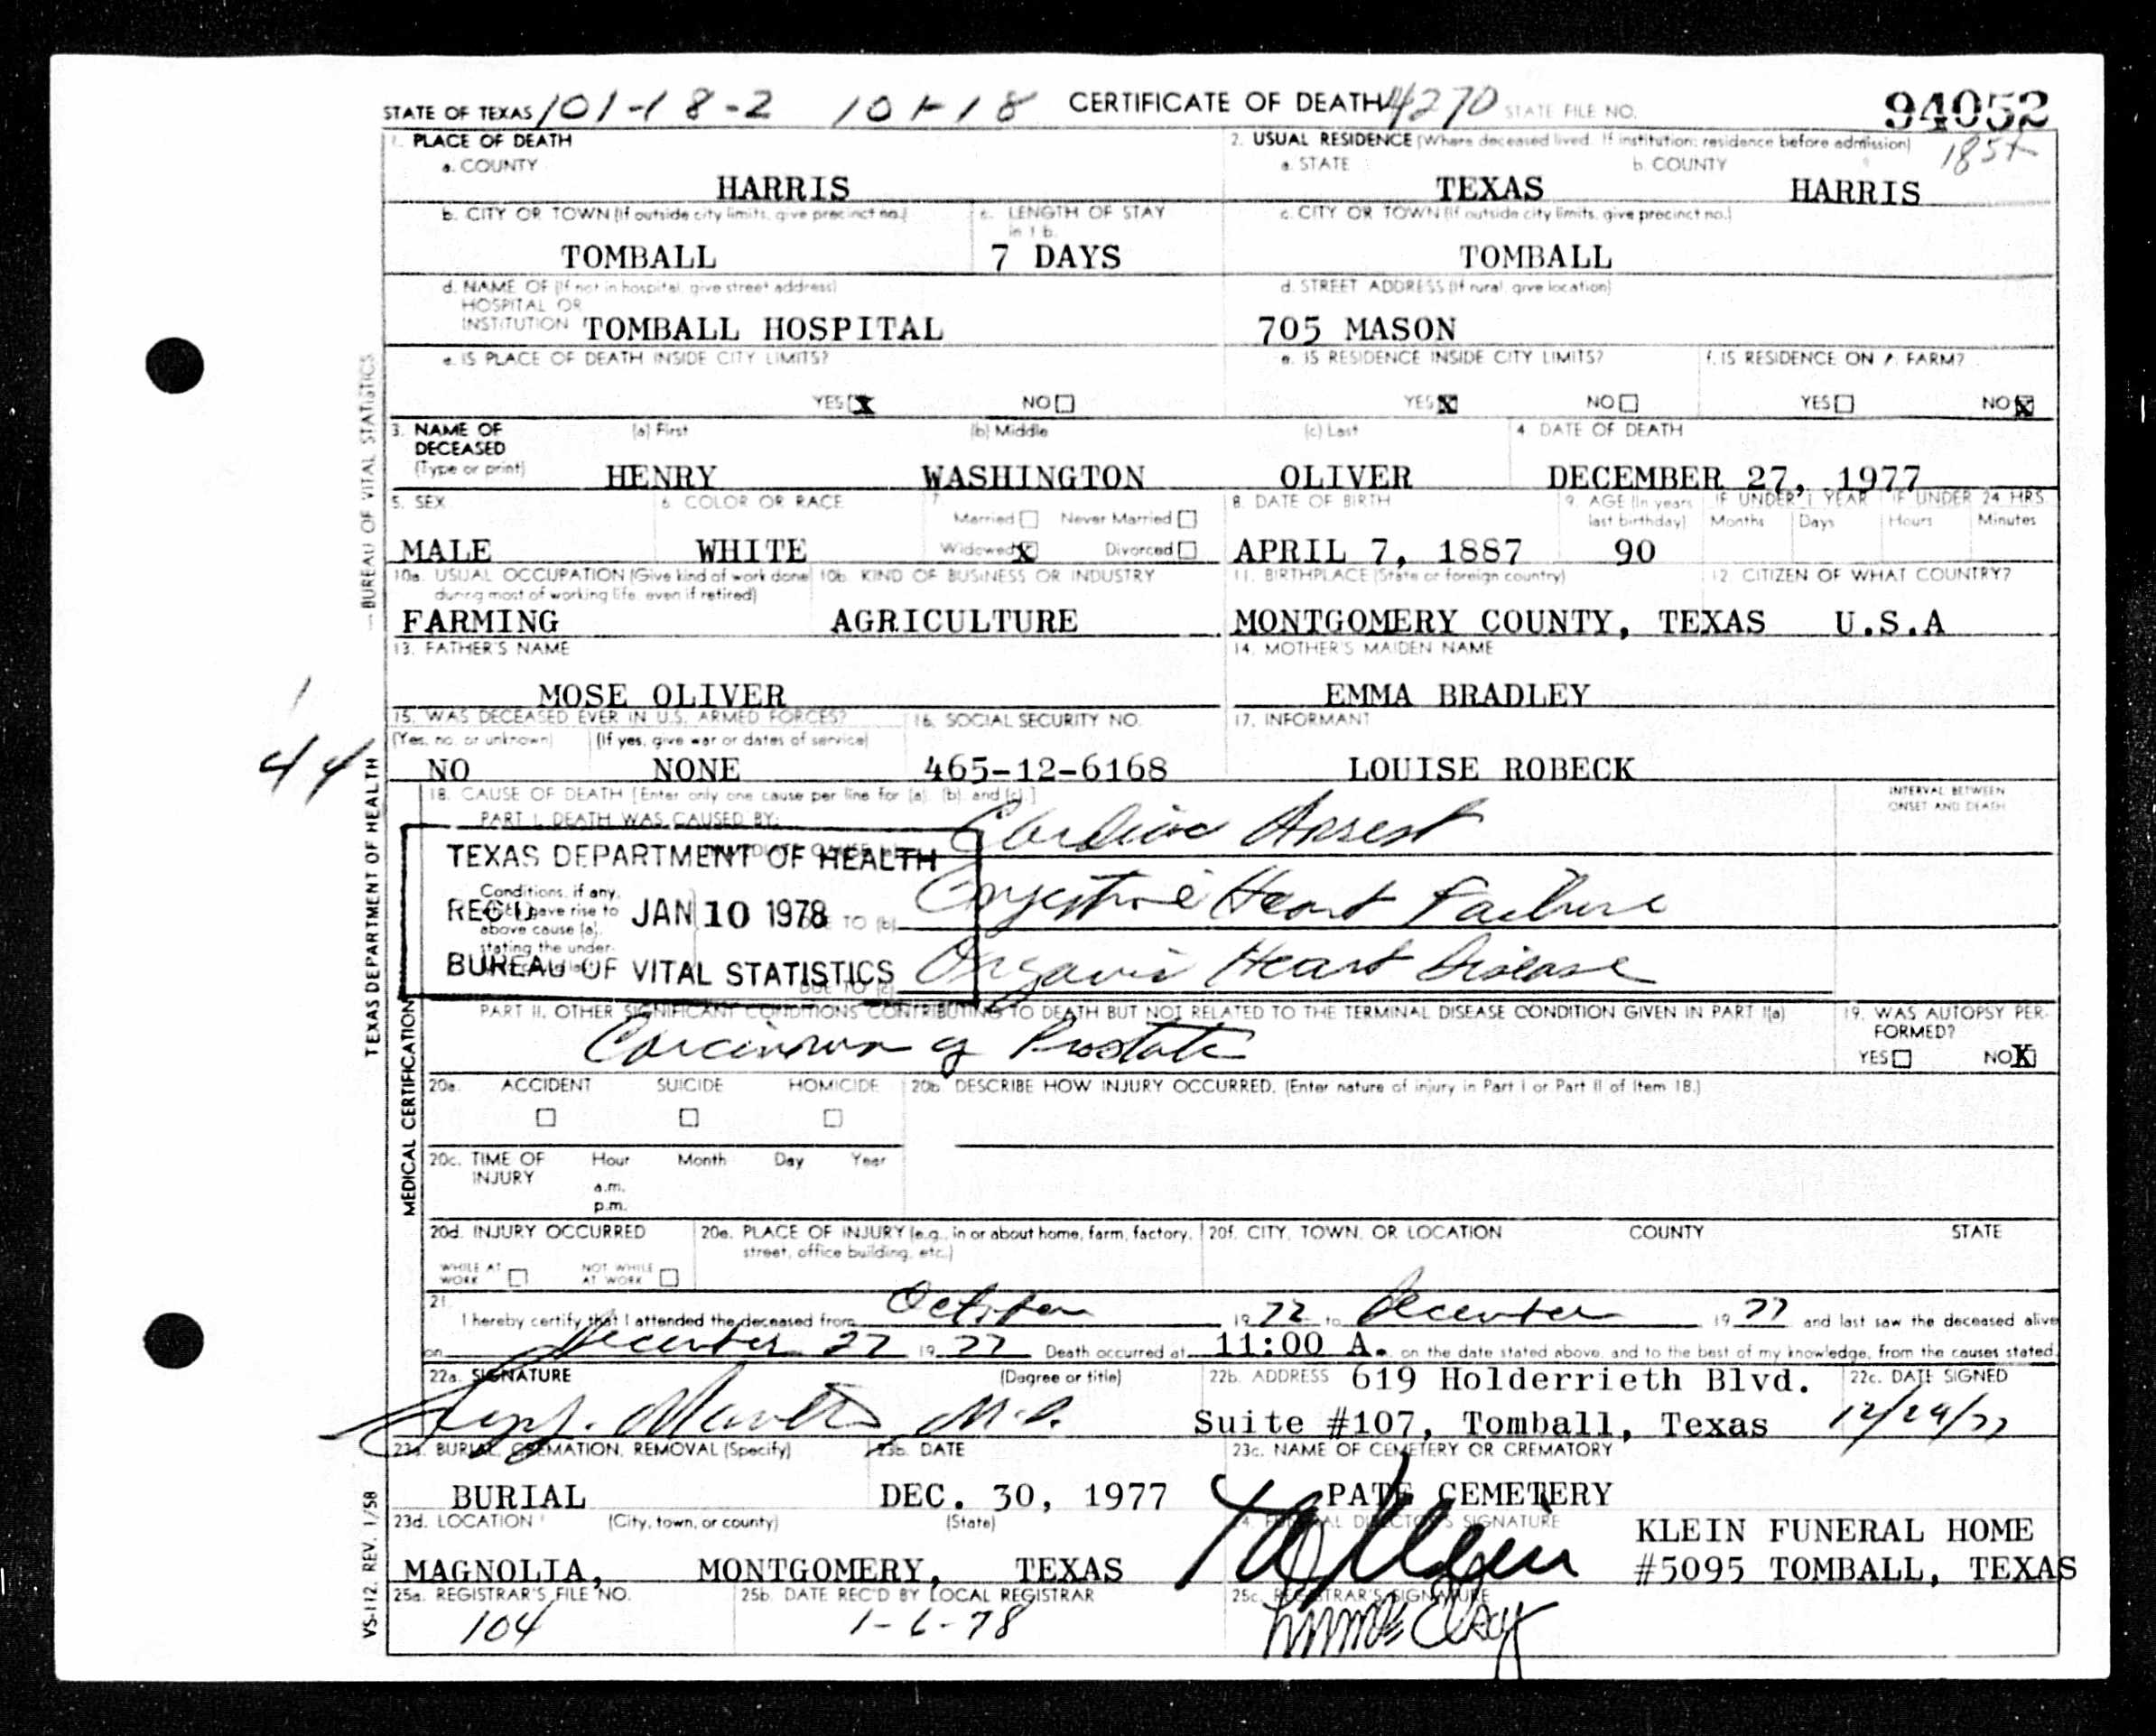 STATE OF TEXAS 101-18-2 101-18 CERTIFICATE OF DEATH 4270 STATE FILE NO. 94052
185+
1. PLACE OF DEATH
a. COUNTY
HARRIS
2. USUAL RESIDENCE (Where deceased lived. If institution: residence before admission)
a. STATE b. COUNTY
TEXAS HARRIS
b. CITY OR TOWN (If outside city limits, give precinct no.) c. LENGTH OF STAY in 1 b.
TOMBALL 7 DAYS
c. CITY OR TOWN (If outside city limits, give precinct no.)
TOMBALL
d. NAME OF (If not in hospital, give street address)
HOSPITAL OR
INSTITUTION TOMBALL HOSPITAL
d. STREET ADDRESS (If rural, give location)
705 MASON
e. IS PLACE OF DEATH INSIDE CITY LIMITS?
YES X NO
e. IS RESIDENCE INSIDE CITY LIMITS?
YES X NO
f. IS RESIDENCE ON A FARM?
YES NO X
3. NAME OF DECEASED (Type or print) (a) First (b) Middle (c) Last
HENRY WASHINGTON OLIVER
4. DATE OF DEATH
DECEMBER 27, 1977
5. SEX
MALE
6. COLOR OR RACE
WHITE
7. Married Never Married
Widowed X Divorced
8. DATE OF BIRTH
APRIL 7, 1887
9. AGE (In years last birthday)
90
IF UNDER 1 YEAR IF UNDER 24 HRS.
Months Days Hours Minutes
10a. USUAL OCCUPATION (Give kind of work done during most of working life, even if retired)
FARMING
10b. KIND OF BUSINESS OR INDUSTRY
AGRICULTURE
11. BIRTHPLACE (State or foreign country)
MONTGOMERY COUNTY, TEXAS
12. CITIZEN OF WHAT COUNTRY?
U.S.A
13. FATHER'S NAME
MOSE OLIVER
14. MOTHER'S MAIDEN NAME
EMMA BRADLEY
15. WAS DECEASED EVER IN U.S. ARMED FORCES?
(Yes, no, or unknown) (If yes, give war or dates of service)
NO NONE
16. SOCIAL SECURITY NO.
465-12-6168
17. INFORMANT
LOUISE ROBECK
44
18. CAUSE OF DEATH [Enter only one cause per line for (a), (b), and (c).]
INTERVAL BETWEEN
ONSET AND DEATH
PART I. DEATH WAS CAUSED BY:
Cardiac Arrest
Conditions, if any,
which gave rise to
above cause (a),
stating the under-
DUE TO (b)
Congestive Heart Failure
DUE TO (c)
Organic Heart Disease
TEXAS DEPARTMENT OF HEALTH
REC'D JAN 10 1978
BUREAU OF VITAL STATISTICS
PART II. OTHER SIGNIFICANT CONDITIONS CONTRIBUTING TO DEATH BUT NOT RELATED TO THE TERMINAL DISEASE CONDITION GIVEN IN PART I(a)
Carcinoma of Prostate
19. WAS AUTOPSY PERFORMED?
YES NO X
20a. ACCIDENT SUICIDE HOMICIDE
20b. DESCRIBE HOW INJURY OCCURRED. (Enter nature of injury in Part I or Part II of Item 18.)
20c. TIME OF INJURY Hour Month Day Year
a.m.
p.m.
20d. INJURY OCCURRED
WHILE AT WORK NOT WHILE AT WORK
20e. PLACE OF INJURY (e.g., in or about home, farm, factory, street, office building, etc.)
20f. CITY, TOWN, OR LOCATION COUNTY STATE
21. I hereby certify that I attended the deceased from October 1977 to December 1977 and last saw the deceased alive
on December 27 1977 Death occurred at 11:00 A. on the date stated above, and to the best of my knowledge, from the causes stated.
22a. SIGNATURE (Degree or title)
M.D.
22b. ADDRESS 619 Holderrieth Blvd.
Suite #107, Tomball, Texas
22c. DATE SIGNED
12/29/77
23a. BURIAL, CREMATION, REMOVAL (Specify)
BURIAL
23b. DATE
DEC. 30, 1977
23c. NAME OF CEMETERY OR CREMATORY
PATE CEMETERY
23d. LOCATION (City, town, or county) (State)
MAGNOLIA, MONTGOMERY, TEXAS
24. FUNERAL DIRECTOR'S SIGNATURE
Klein
KLEIN FUNERAL HOME
#5095 TOMBALL, TEXAS
25a. REGISTRAR'S FILE NO.
104
25b. DATE REC'D BY LOCAL REGISTRAR
1-6-78
25c. REGISTRAR'S SIGNATURE
BUREAU OF VITAL STATISTICS
TEXAS DEPARTMENT OF HEALTH
MEDICAL CERTIFICATION
VS-112, REV. 1/58